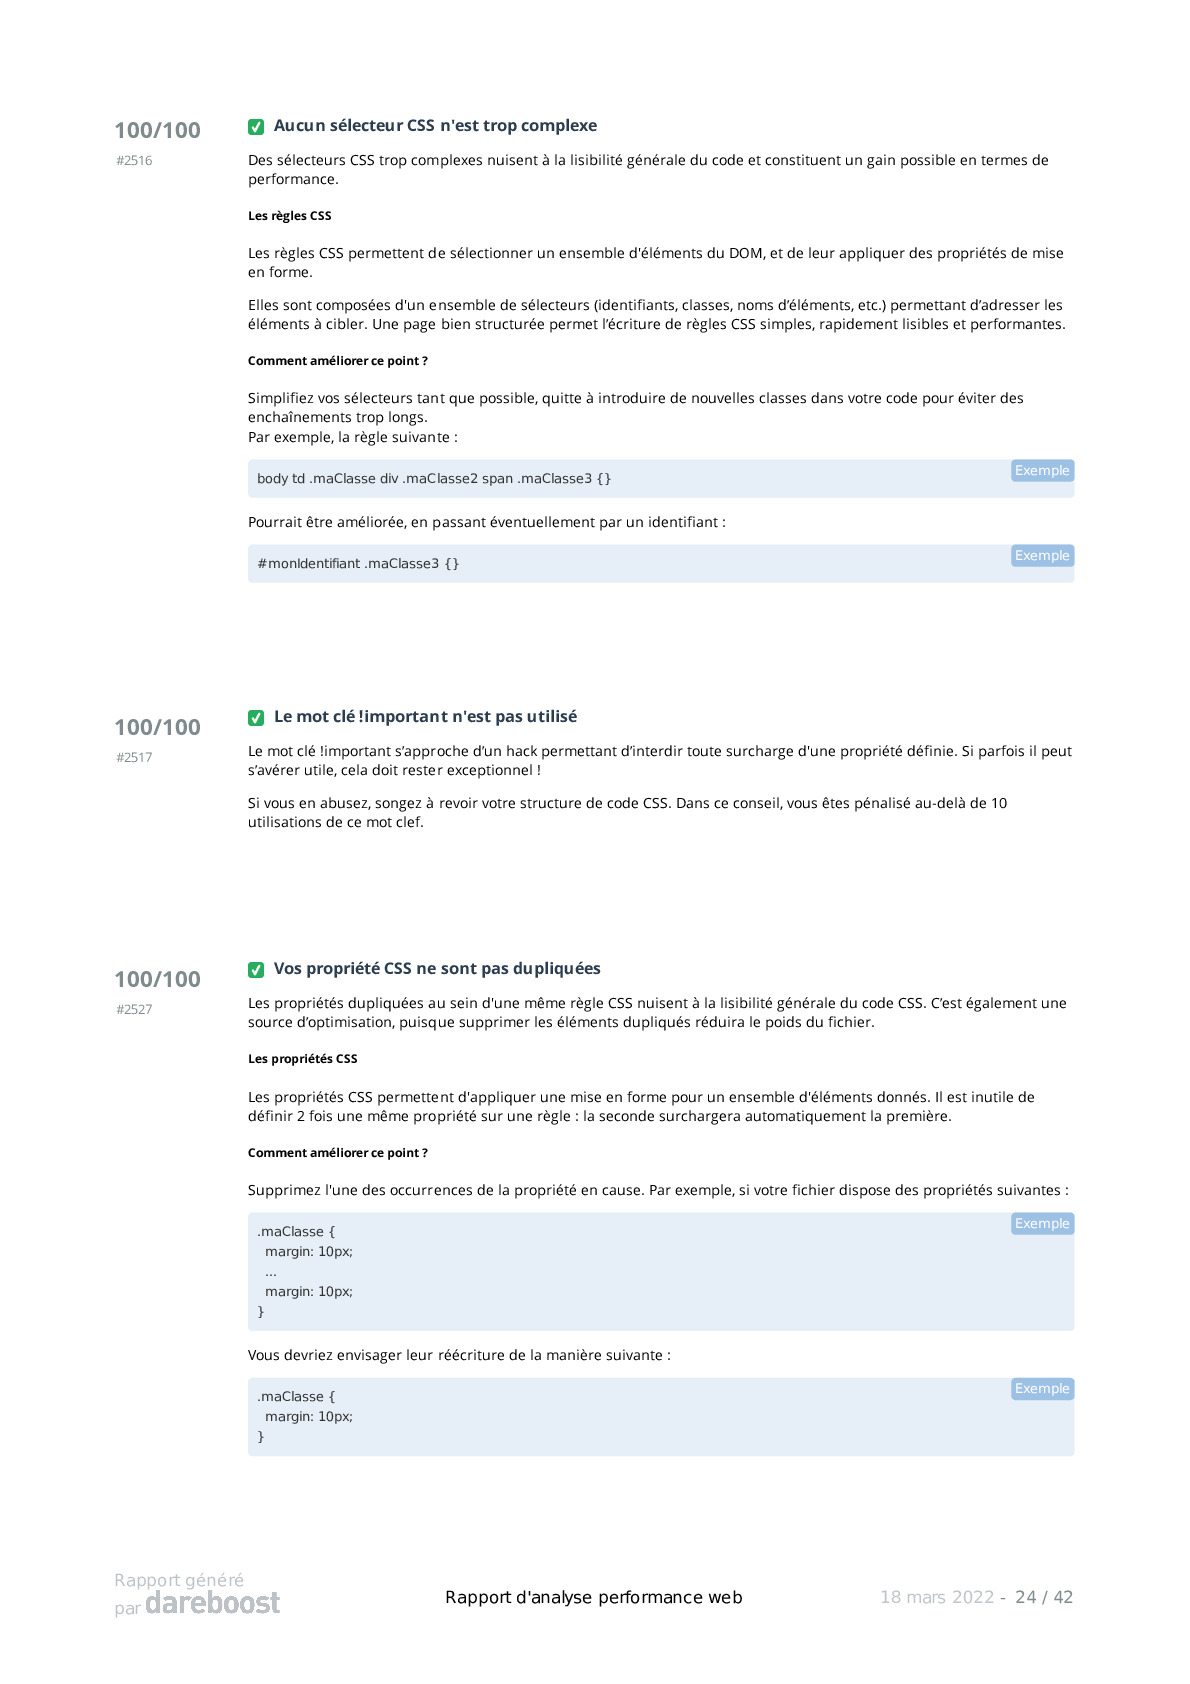 100/100
#2516
Aucun sélecteur CSS n'est trop complexe
Des sélecteurs CSS trop complexes nuisent à la lisibilité générale du code et constituent un gain possible en termes de
performance.
Les règles CSS
Les règles CSS permettent de sélectionner un ensemble d'éléments du DOM, et de leur appliquer des propriétés de mise
en forme.
Elles sont composées d'un ensemble de sélecteurs (identifiants, classes, noms d’éléments, etc.) permettant d’adresser les
éléments à cibler. Une page bien structurée permet l’écriture de règles CSS simples, rapidement lisibles et performantes.
Comment améliorer ce point ?
Simplifiez vos sélecteurs tant que possible, quitte à introduire de nouvelles classes dans votre code pour éviter des
enchaînements trop longs.
Par exemple, la règle suivante :
Exemple
body td .maClasse div .maClasse2 span .maClasse3 {}
Pourrait être améliorée, en passant éventuellement par un identifiant :
Exemple
#monIdentifiant .maClasse3 {}
100/100
#2517
Le mot clé !important n'est pas utilisé
Le mot clé !important s’approche d’un hack permettant d’interdir toute surcharge d'une propriété définie. Si parfois il peut
s’avérer utile, cela doit rester exceptionnel !
Si vous en abusez, songez à revoir votre structure de code CSS. Dans ce conseil, vous êtes pénalisé au-delà de 10
utilisations de ce mot clef.
100/100
#2527
Vos propriété CSS ne sont pas dupliquées
Les propriétés dupliquées au sein d'une même règle CSS nuisent à la lisibilité générale du code CSS. C’est également une
source d’optimisation, puisque supprimer les éléments dupliqués réduira le poids du fichier.
Les propriétés CSS
Les propriétés CSS permettent d'appliquer une mise en forme pour un ensemble d'éléments donnés. Il est inutile de
définir 2 fois une même propriété sur une règle : la seconde surchargera automatiquement la première.
Comment améliorer ce point ?
Supprimez l'une des occurrences de la propriété en cause. Par exemple, si votre fichier dispose des propriétés suivantes :
Exemple
.maClasse {
margin: 10px;
...
margin: 10px;
}
Vous devriez envisager leur réécriture de la manière suivante :
Exemple
.maClasse {
margin: 10px;
}
Rapport généré
par dareboost
Rapport d'analyse performance web
18 mars 2022 - 24 / 42